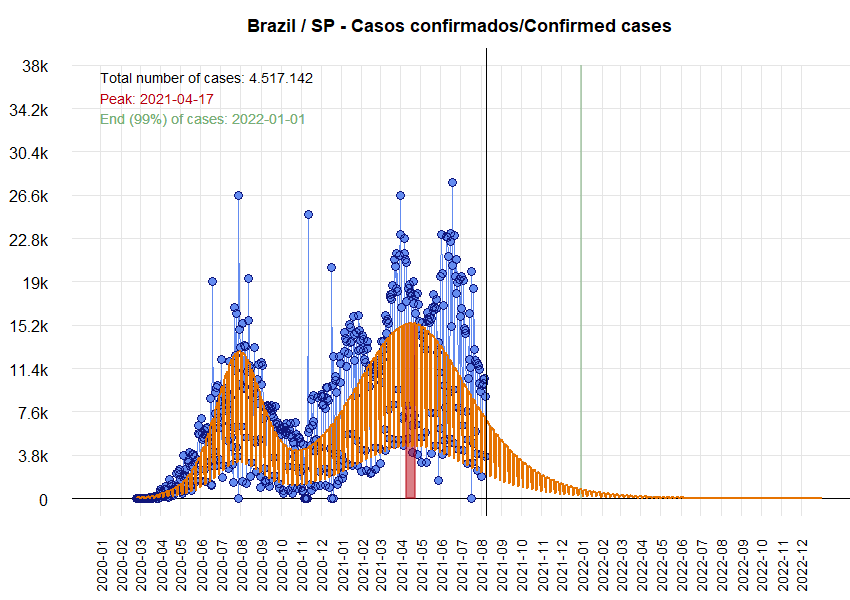 Brazil / SP - Casos confirmados/Confirmed cases
38k
Total number of cases: 4.517.142
Peak: 2021-04-17
End (99%) of cases: 2022-01-01
34.2k
30.4k
26.6k
22.8k
19k
15.2k
11.4k
7.6k
3.8k
0
2020-01
2020-02
2020-03
2020-04
2020-05
2020-06
2020-07
2020-08
2020-09
2020-10
2020-11
2020-12
2021-01
2021-02
2021-03
2021-04
2021-05
2021-06
2021-07
2021-08
2021-09
2021-10
2021-11
2021-12
2022-01
2022-02
2022-03
2022-04
2022-05
2022-06
2022-07
2022-08
2022-09
2022-10
2022-11
2022-12